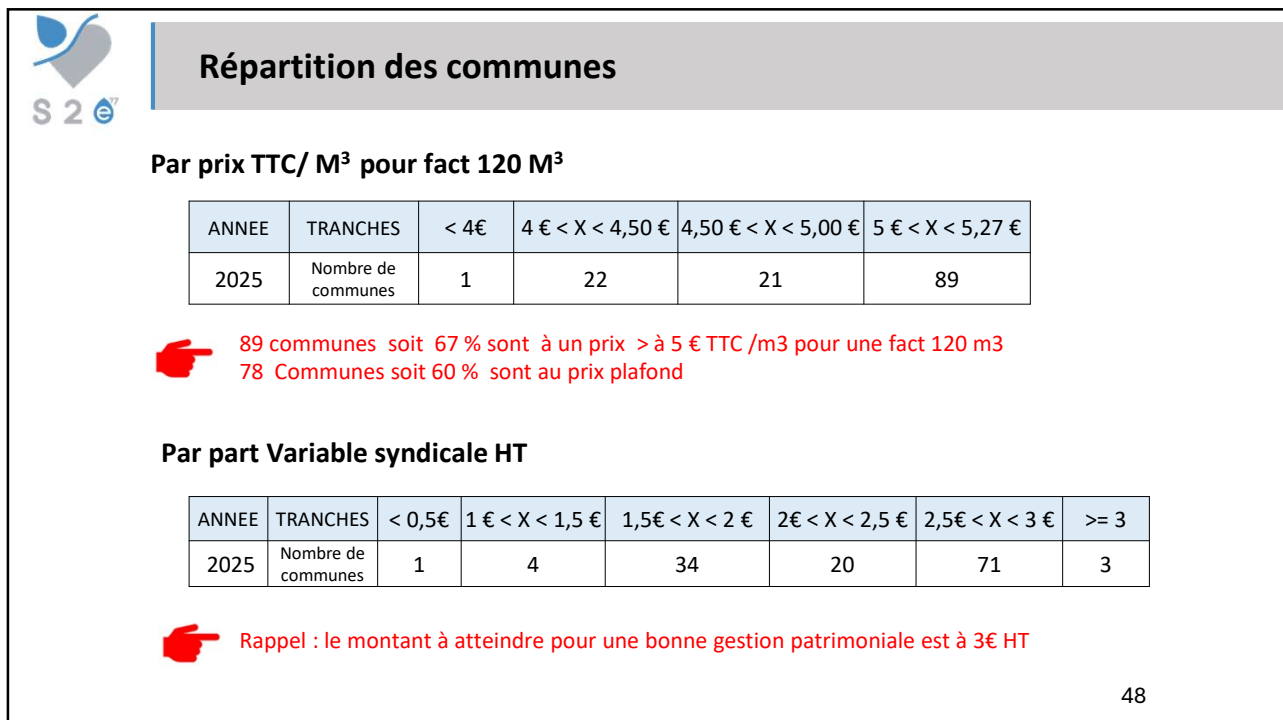 S 2 e 77
Répartition des communes
Par prix TTC/ M³ pour fact 120 M³
ANNEE TRANCHES < 4€ 4 € < X < 4,50 € 4,50 € < X < 5,00 € 5 € < X < 5,27 €
2025 Nombre de communes 1 22 21 89
89 communes soit 67 % sont à un prix > à 5 € TTC /m3 pour une fact 120 m3
78 Communes soit 60 % sont au prix plafond
Par part Variable syndicale HT
ANNEE TRANCHES < 0,5€ 1 € < X < 1,5 € 1,5€ < X < 2 € 2€ < X < 2,5 € 2,5€ < X < 3 € >= 3
2025 Nombre de communes 1 4 34 20 71 3
Rappel : le montant à atteindre pour une bonne gestion patrimoniale est à 3€ HT
48